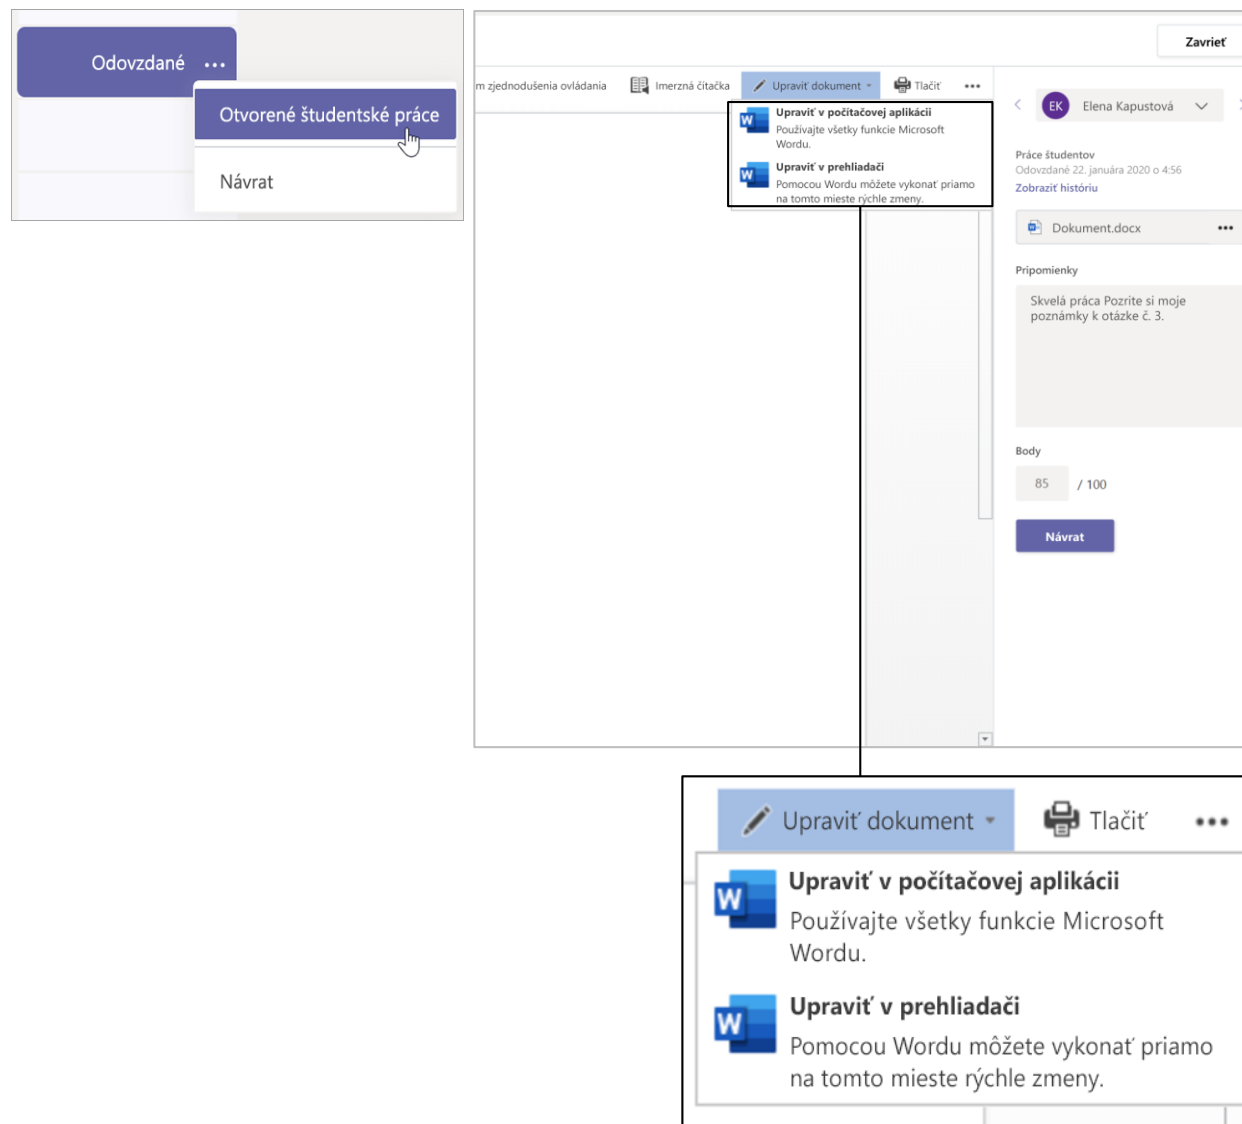 Odovzdané ...
Otvorené študentské práce
Návrat
Zavrieť
m zjednodušenia ovládania
Imerzná čítačka
Upraviť dokument
Tlačiť
Upraviť v počítačovej aplikácii
Používajte všetky funkcie Microsoft
Wordu.
Upraviť v prehliadači
Pomocou Wordu môžete vykonať priamo
na tomto mieste rýchle zmeny.
EK
Elena Kapustová
Práce študentov
Odovzdané 22. januára 2020 o 4:56
Zobraziť históriu
Dokument.docx
Pripomienky
Skvelá práca Pozrite si moje
poznámky k otázke č. 3.
Body
85 / 100
Návrat
Upraviť dokument
Tlačiť
Upraviť v počítačovej aplikácii
Používajte všetky funkcie Microsoft
Wordu.
Upraviť v prehliadači
Pomocou Wordu môžete vykonať priamo
na tomto mieste rýchle zmeny.